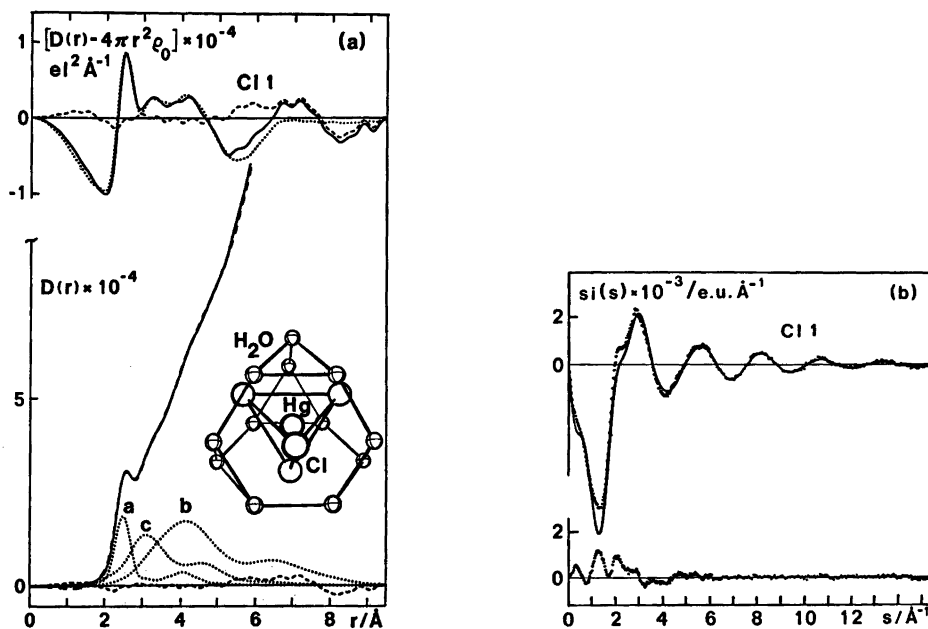 [D(r)-4πr²ϱ₀]×10⁻⁴ (a)
el² Å⁻¹
Cl 1
1
0
-1
D(r)×10⁻⁴
H₂O
Hg
Cl
5
a
c
b
0
0 2 4 6 8
r/Å
si(s)×10⁻³/e.u.Å⁻¹ (b)
Cl 1
2
0
2
0
0 2 4 6 8 10 12 s/Å⁻¹